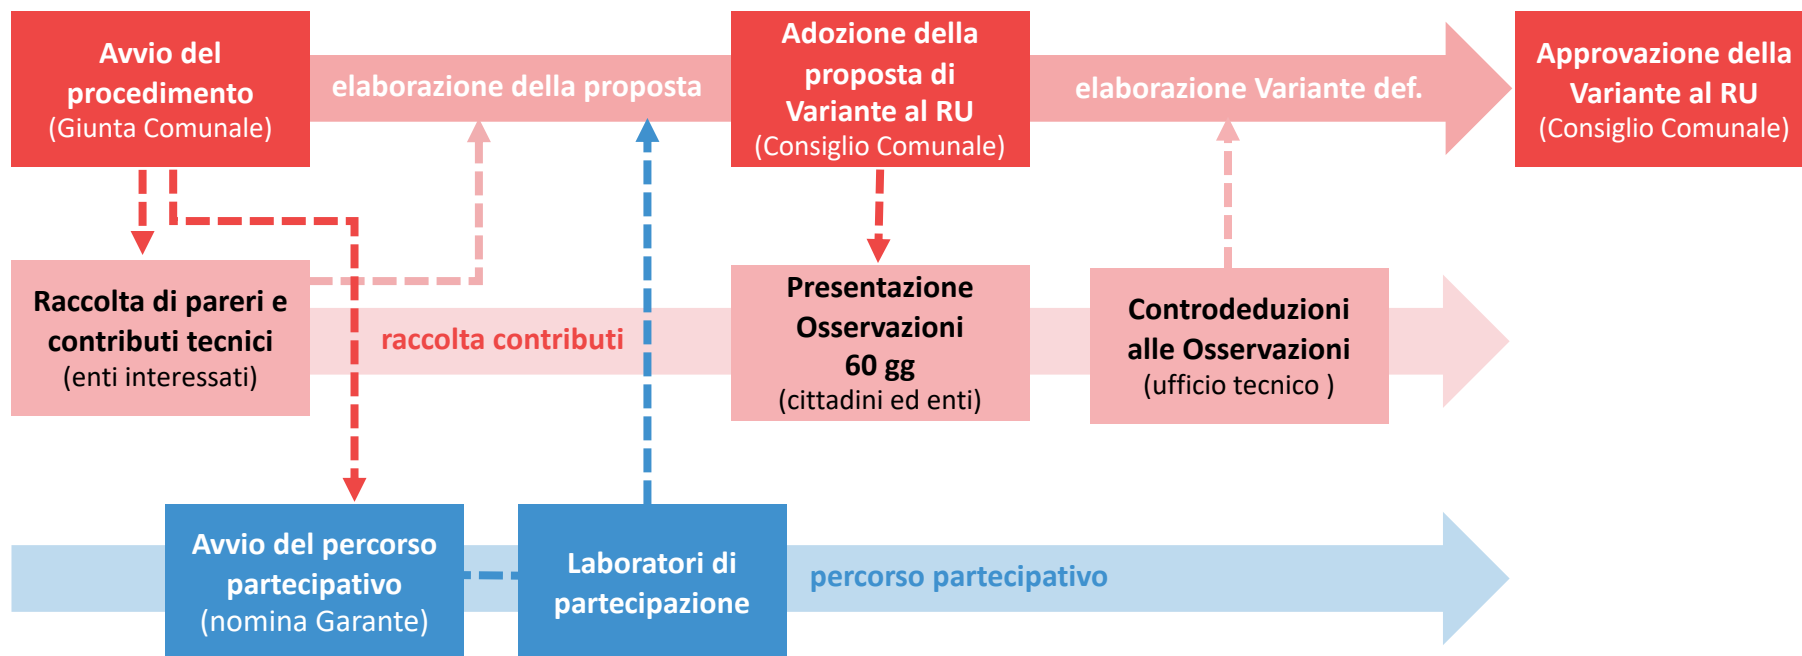 Avvio del
procedimento
(Giunta Comunale)
elaborazione della proposta
Adozione della
proposta di
Variante al RU
(Consiglio Comunale)
elaborazione Variante def.
Approvazione della
Variante al RU
(Consiglio Comunale)
Raccolta di pareri e
contributi tecnici
(enti interessati)
raccolta contributi
Presentazione
Osservazioni
60 gg
(cittadini ed enti)
Controdeduzioni
alle Osservazioni
(ufficio tecnico )
Avvio del percorso
partecipativo
(nomina Garante)
Laboratori di
partecipazione
percorso partecipativo